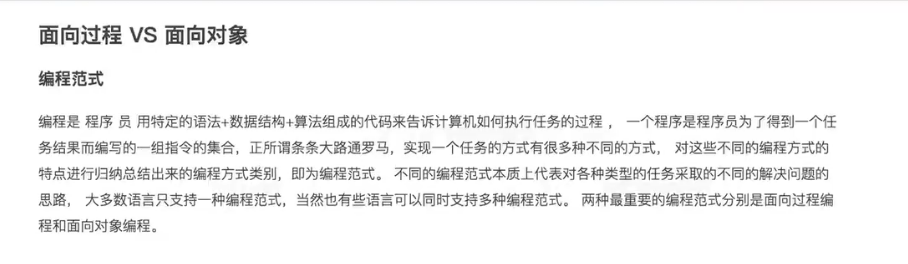 面向过程 VS 面向对象
编程范式
编程是 程序 员 用特定的语法+数据结构+算法组成的代码来告诉计算机如何执行任务的过程 ， 一个程序是程序员为了得到一个任
务结果而编写的一组指令的集合，正所谓条条大路通罗马，实现一个任务的方式有很多种不同的方式， 对这些不同的编程方式的
特点进行归纳总结出来的编程方式类别，即为编程范式。 不同的编程范式本质上代表对各种类型的任务采取的不同的解决问题的
思路， 大多数语言只支持一种编程范式，当然也有些语言可以同时支持多种编程范式。 两种最重要的编程范式分别是面向过程编
程和面向对象编程。